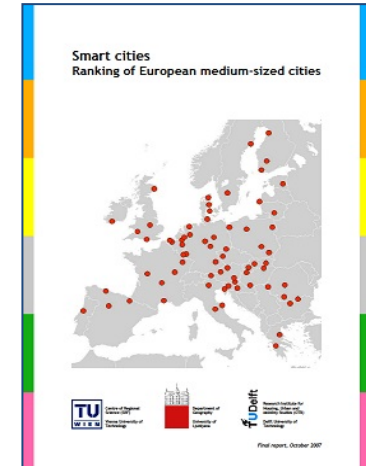 Smart cities
Ranking of European medium-sized cities
TU
WIEN
Centre of Regional
Science (SRF)
Vienna University of
Technology
Department of
Geography
University of
Ljubljana
TUDelft
Research Institute for
Housing, Urban and
Mobility Studies (OTB)
Delft University of
Technology
Final report, October 2007